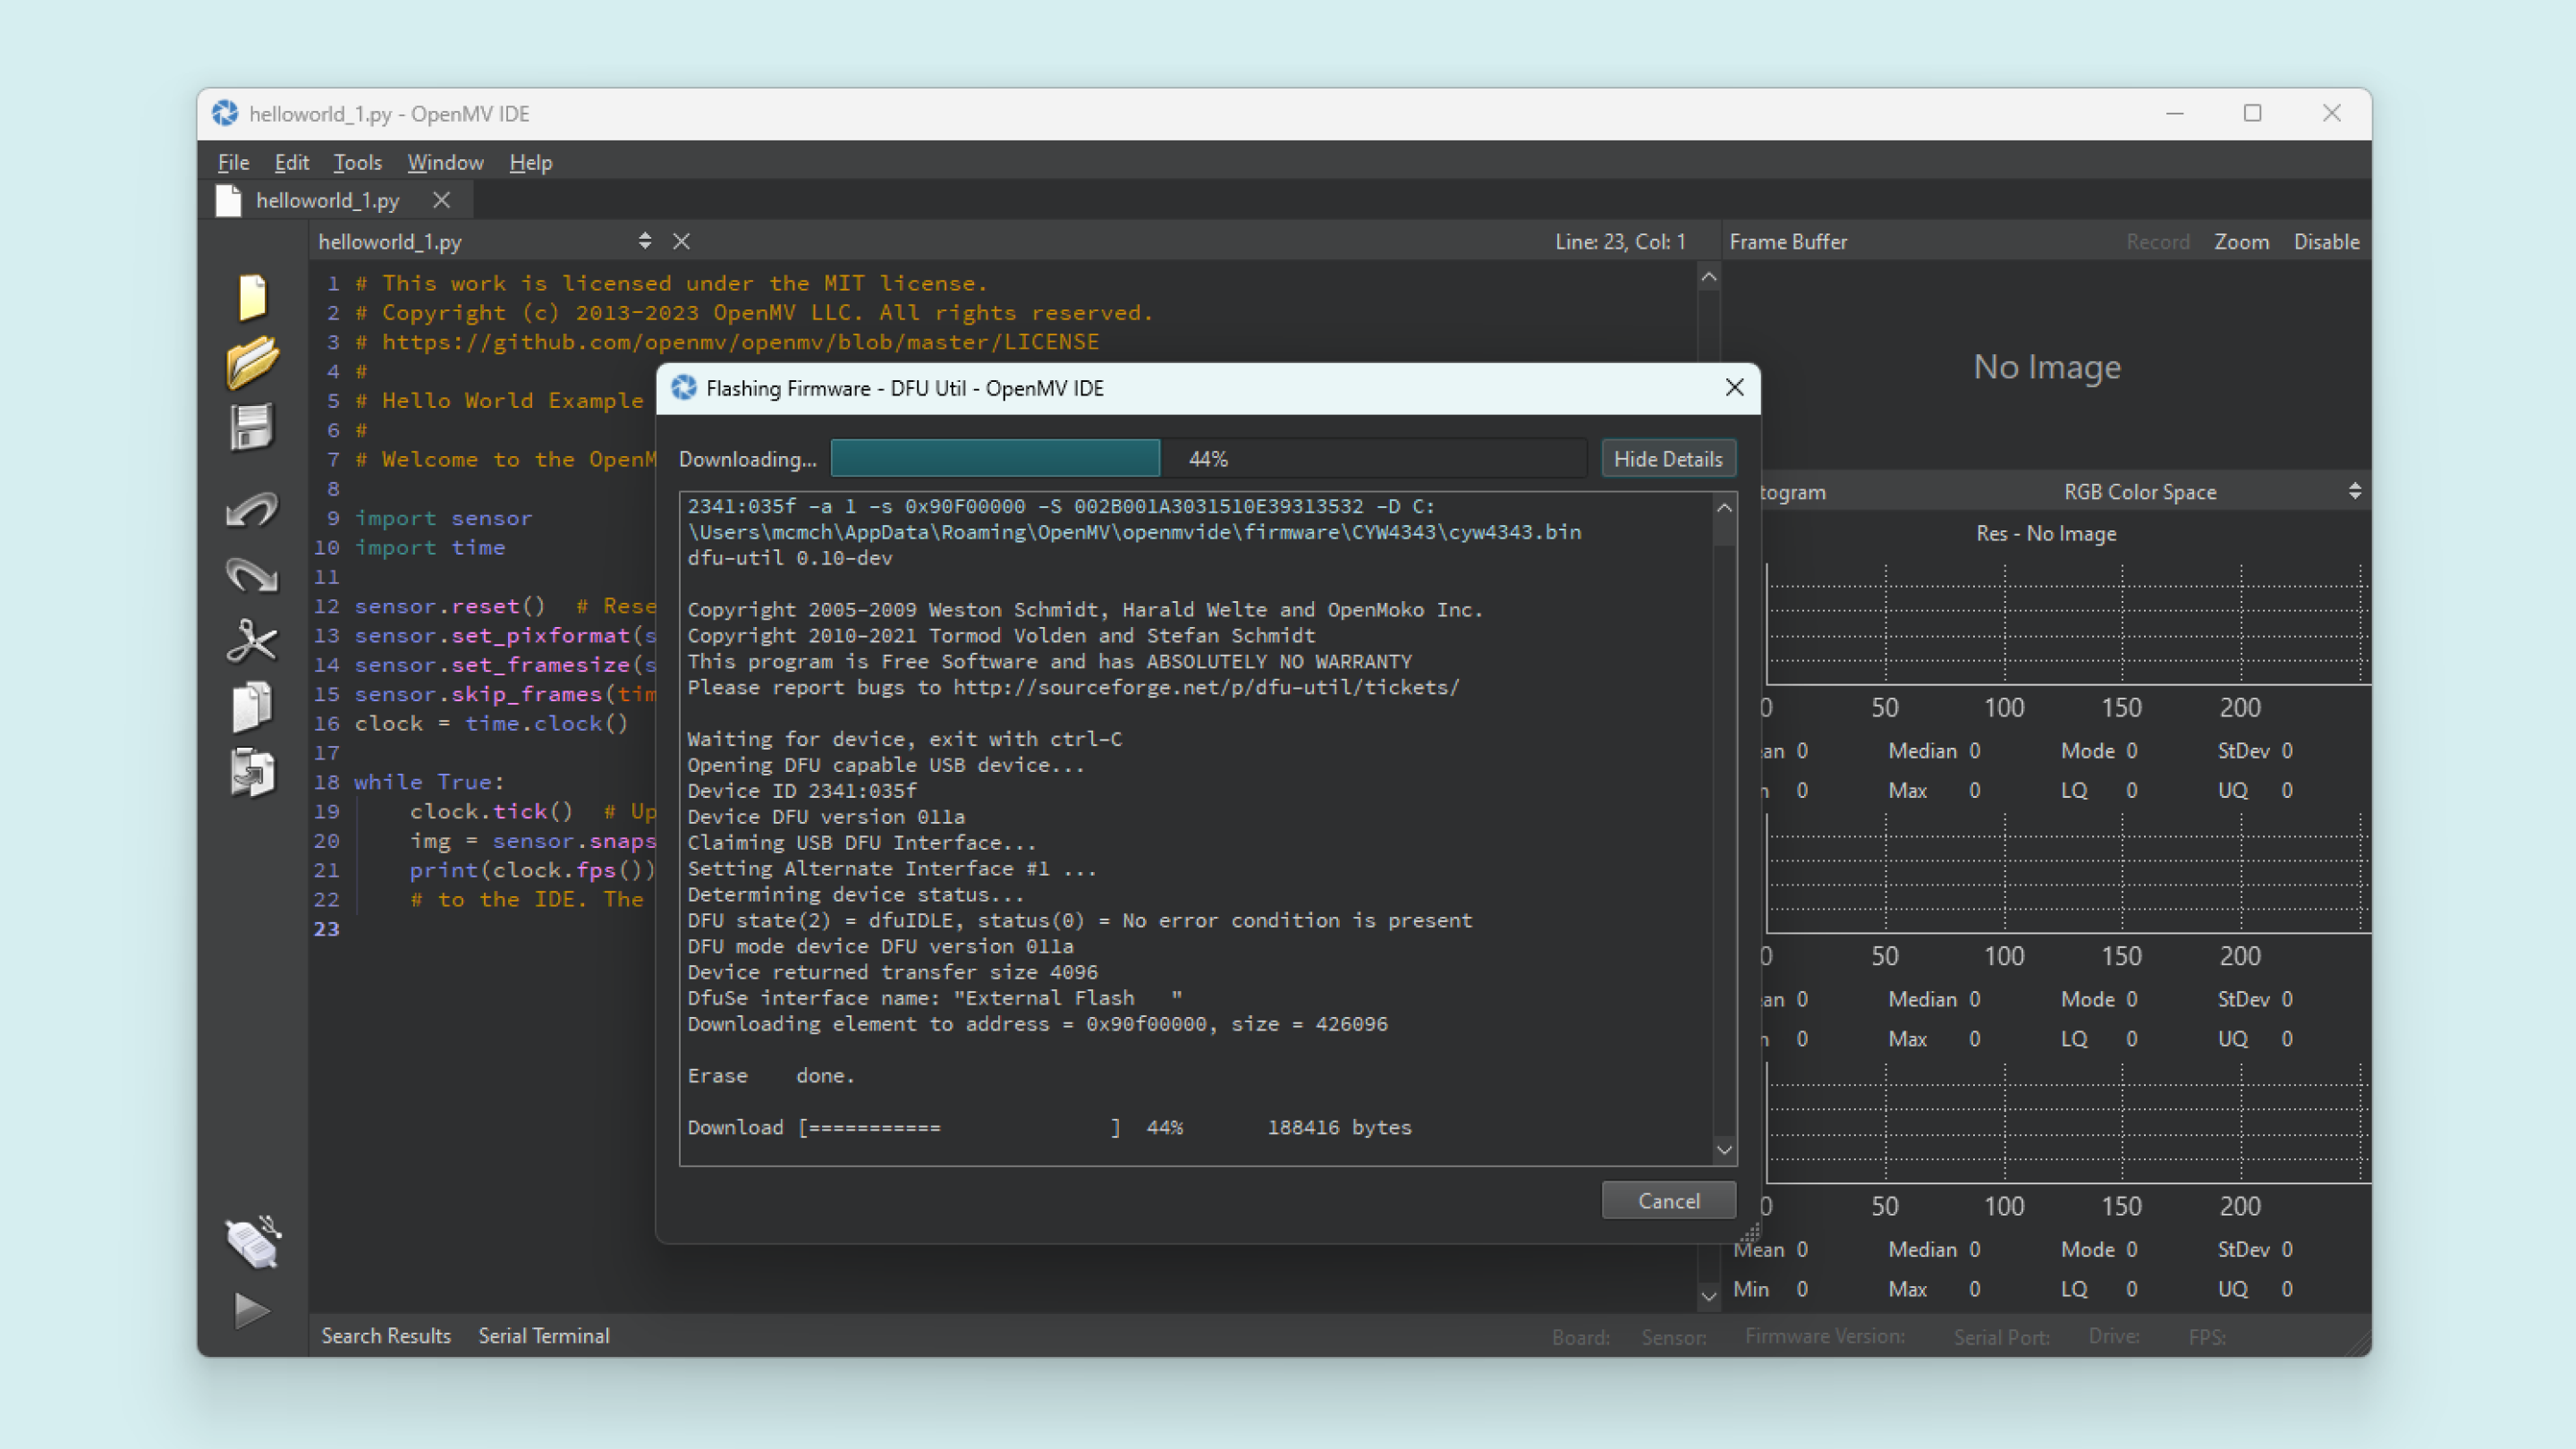 helloworld_1.py - OpenMV IDE
File Edit Tools Window Help
helloworld_1.py
helloworld_1.py Line: 23, Col: 1 Frame Buffer Record Zoom Disable
1 # This work is licensed under the MIT license.
2 # Copyright (c) 2013-2023 OpenMV LLC. All rights reserved.
3 # https://github.com/openmv/openmv/blob/master/LICENSE
4 #
5 # Hello World Example
6 #
7 # Welcome to the OpenM
8
9 import sensor
10 import time
11
12 sensor.reset()  # Rese
13 sensor.set_pixformat(s
14 sensor.set_framesize(s
15 sensor.skip_frames(tim
16 clock = time.clock()
17
18 while True:
19     clock.tick()  # Up
20     img = sensor.snaps
21     print(clock.fps())
22     # to the IDE. The
23
Flashing Firmware - DFU Util - OpenMV IDE
Downloading... 44% Hide Details
2341:035f -a 1 -s 0x90F00000 -S 002B001A3031510E39313532 -D C:
\Users\mcmch\AppData\Roaming\OpenMV\openmvide\firmware\CYW4343\cyw4343.bin
dfu-util 0.10-dev
Copyright 2005-2009 Weston Schmidt, Harald Welte and OpenMoko Inc.
Copyright 2010-2021 Tormod Volden and Stefan Schmidt
This program is Free Software and has ABSOLUTELY NO WARRANTY
Please report bugs to http://sourceforge.net/p/dfu-util/tickets/
Waiting for device, exit with ctrl-C
Opening DFU capable USB device...
Device ID 2341:035f
Device DFU version 011a
Claiming USB DFU Interface...
Setting Alternate Interface #1 ...
Determining device status...
DFU state(2) = dfuIDLE, status(0) = No error condition is present
DFU mode device DFU version 011a
Device returned transfer size 4096
DfuSe interface name: "External Flash   "
Downloading element to address = 0x90f00000, size = 426096
Erase    done.
Download [===========              ]  44%       188416 bytes
Cancel
No Image
togram RGB Color Space
Res - No Image
0 50 100 150 200
an 0 Median 0 Mode 0 StDev 0
n 0 Max 0 LQ 0 UQ 0
0 50 100 150 200
an 0 Median 0 Mode 0 StDev 0
n 0 Max 0 LQ 0 UQ 0
0 50 100 150 200
Mean 0 Median 0 Mode 0 StDev 0
Min 0 Max 0 LQ 0 UQ 0
Search Results Serial Terminal Board: Sensor: Firmware Version: Serial Port: Drive: FPS: